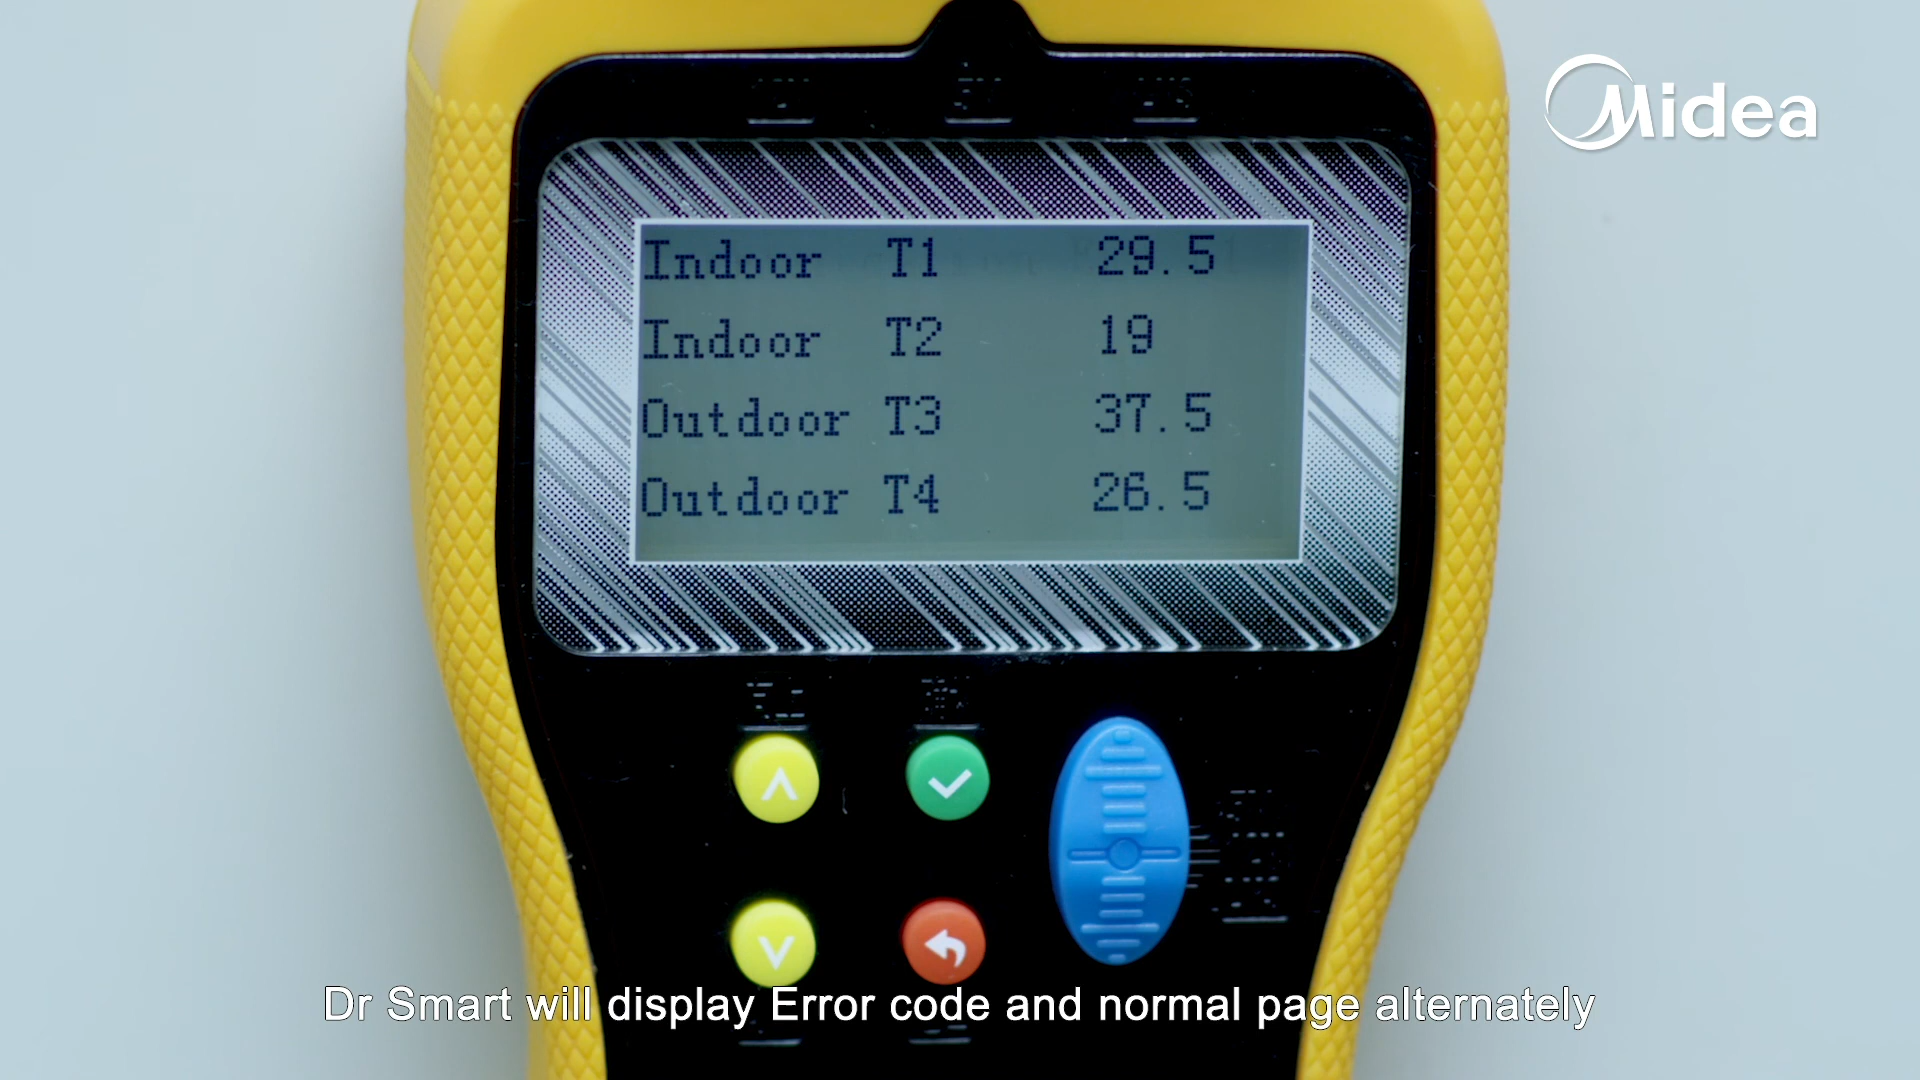 Midea
Indoor T1 29.5
Indoor T2 19
Outdoor T3 37.5
Outdoor T4 26.5
Dr Smart will display Error code and normal page alternately